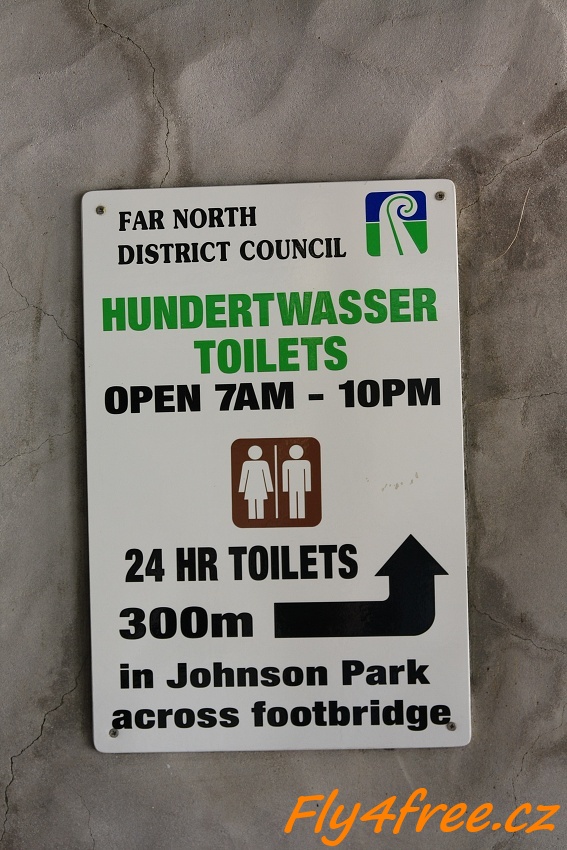 FAR NORTH
DISTRICT COUNCIL
HUNDERTWASSER
TOILETS
OPEN 7AM - 10PM
24 HR TOILETS
300m
in Johnson Park
across footbridge
Fly4free.cz